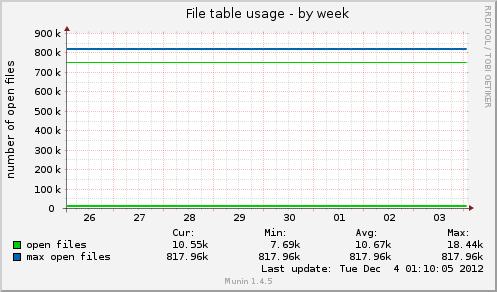 File table usage - by week
RRDTOOL / TOBI OETIKER
number of open files
900 k
800 k
700 k
600 k
500 k
400 k
300 k
200 k
100 k
0
26 27 28 29 30 01 02 03
Cur: Min: Avg: Max:
open files 10.55k 7.69k 10.67k 18.44k
max open files 817.96k 817.96k 817.96k 817.96k
Last update: Tue Dec 4 01:10:05 2012
Munin 1.4.5